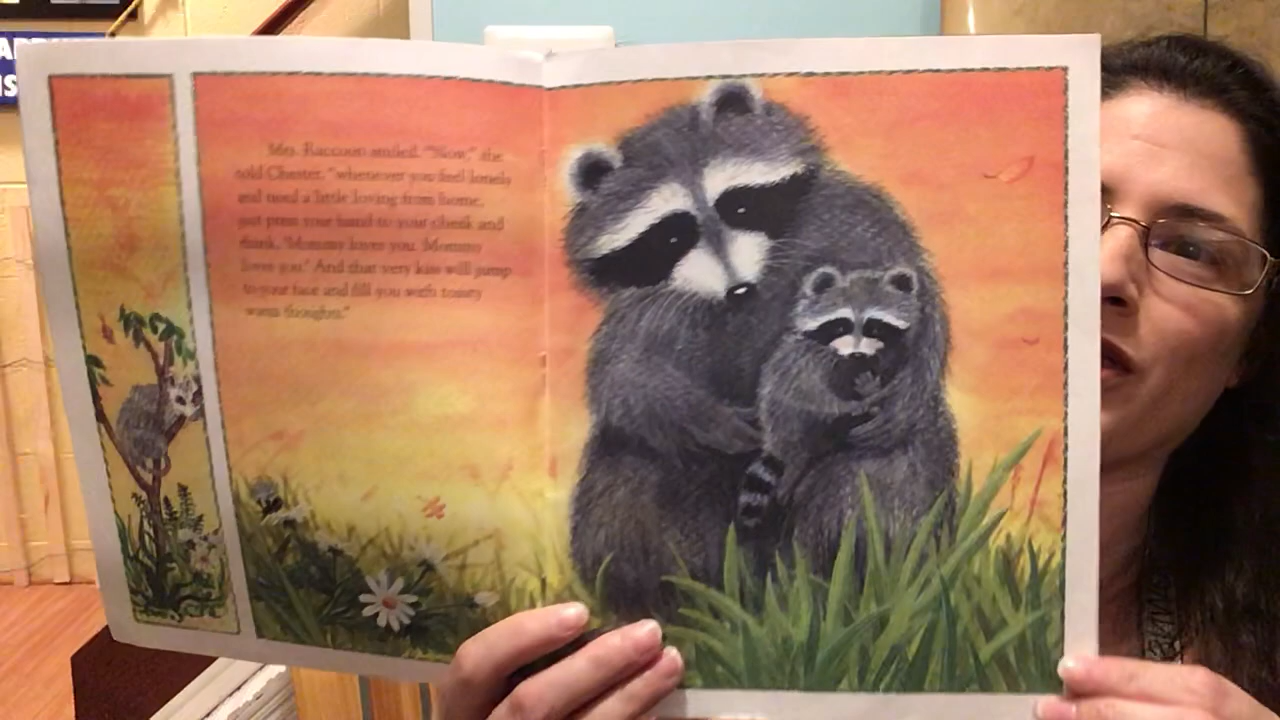 Mrs. Raccoon smiled. "Now," she
told Chester, "whenever you feel lonely
and need a little loving from home,
just press your hand to your cheek and
think, 'Mommy loves you. Mommy
loves you.' And that very kiss will jump
to your face and fill you with toasty
warm thoughts."